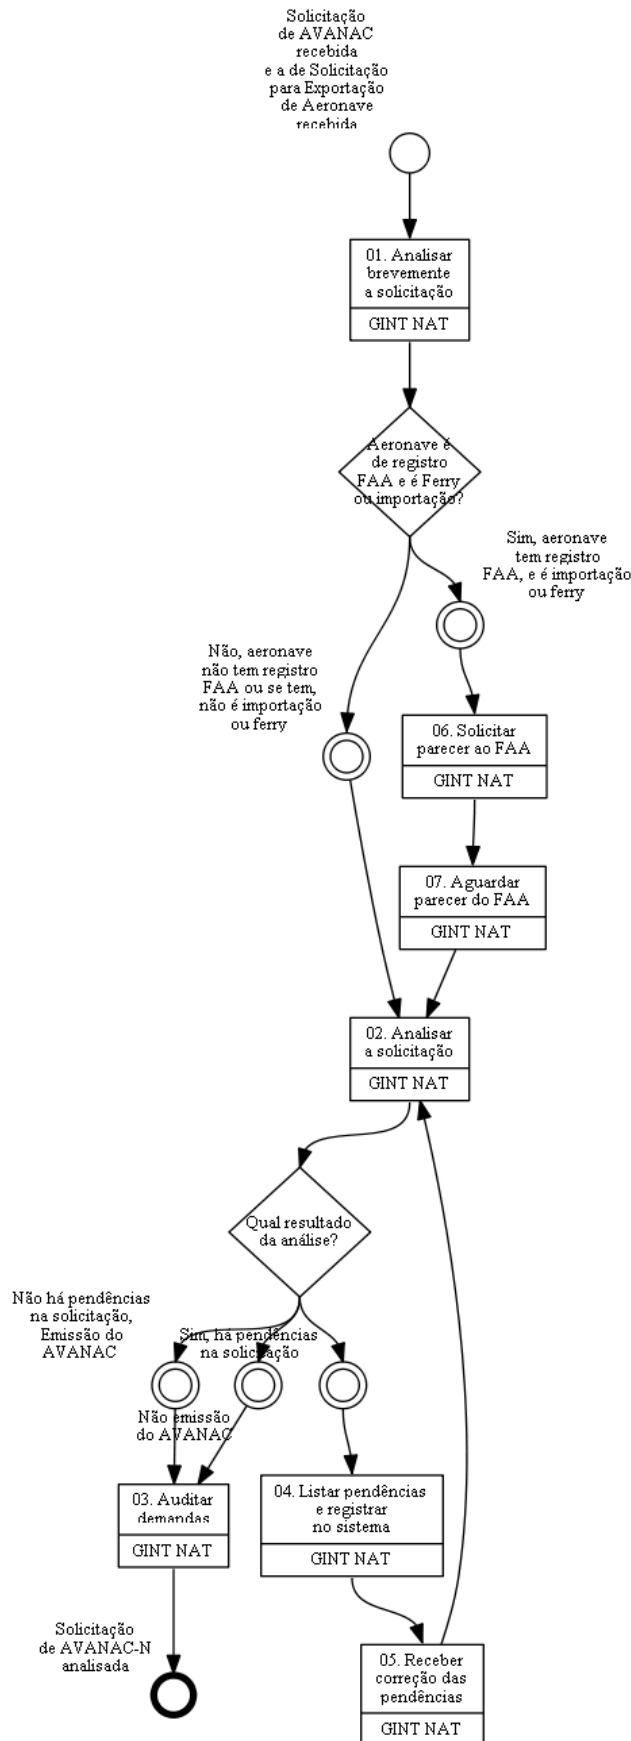 Solicitação
de AVANAC
recebida
e a de Solicitação
para Exportação
de Aeronave
recebida
01. Analisar
brevemente
a solicitação
GINT NAT
Aeronave é
de registro
FAA e é Ferry
ou importação?
Sim, aeronave
tem registro
FAA, e é importação
ou ferry
Não, aeronave
não tem registro
FAA ou se tem,
não é importação
ou ferry
06. Solicitar
parecer ao FAA
GINT NAT
07. Aguardar
parecer do FAA
GINT NAT
02. Analisar
a solicitação
GINT NAT
Qual resultado
da análise?
Não há pendências
na solicitação,
Emissão do
AVANAC
Sim, há pendências
na solicitação
Não emissão
do AVANAC
03. Auditar
demandas
GINT NAT
04. Listar pendências
e registrar
no sistema
GINT NAT
Solicitação
de AVANAC-N
analisada
05. Receber
correção das
pendências
GINT NAT